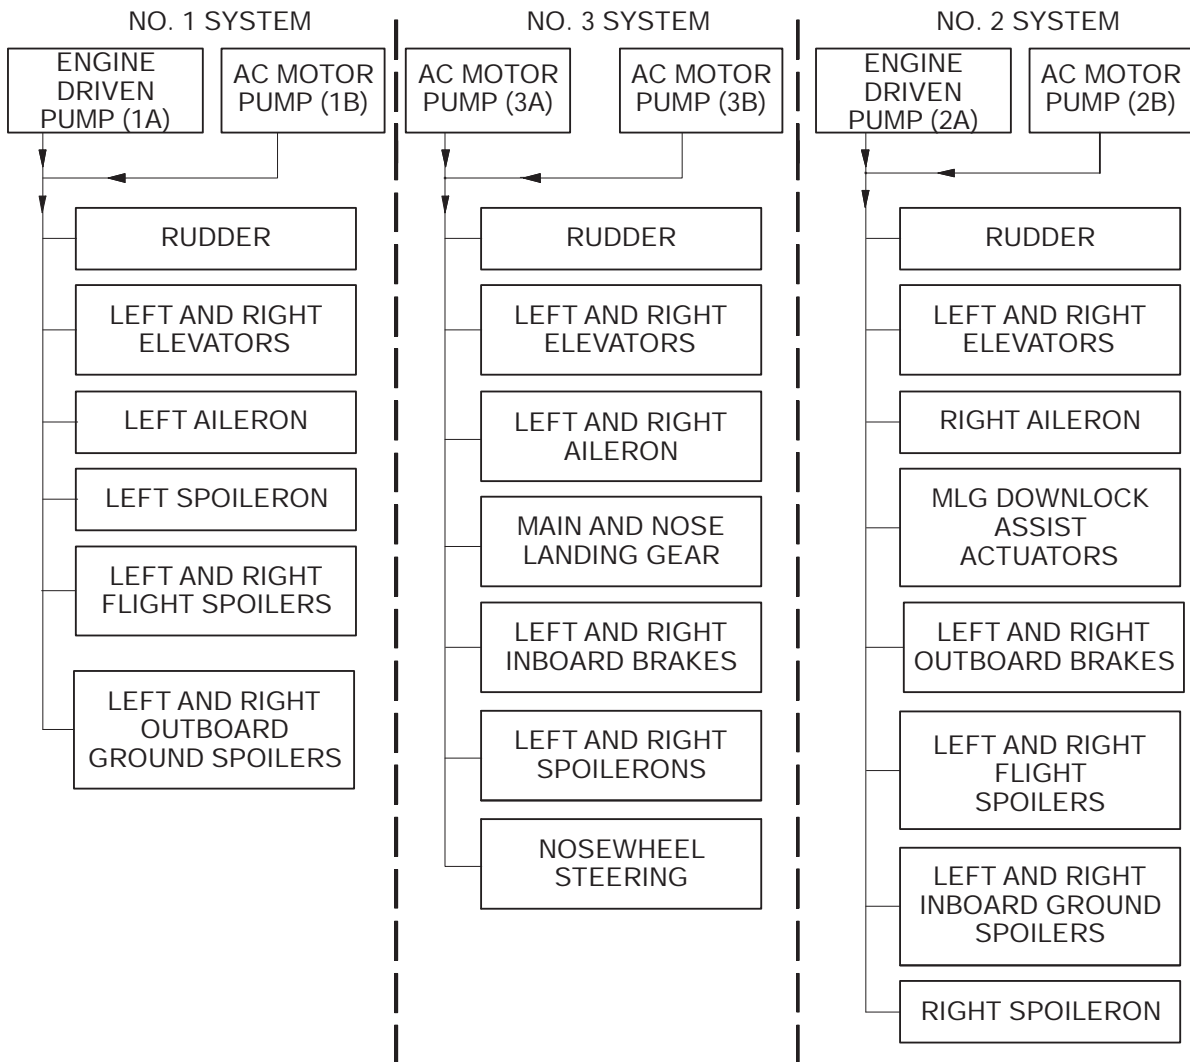 NO. 1 SYSTEM
ENGINE
DRIVEN
PUMP (1A)
AC MOTOR
PUMP (1B)
RUDDER
LEFT AND RIGHT
ELEVATORS
LEFT AILERON
LEFT SPOILERON
LEFT AND RIGHT
FLIGHT SPOILERS
LEFT AND RIGHT
OUTBOARD
GROUND SPOILERS
NO. 3 SYSTEM
AC MOTOR
PUMP (3A)
AC MOTOR
PUMP (3B)
RUDDER
LEFT AND RIGHT
ELEVATORS
LEFT AND RIGHT
AILERON
MAIN AND NOSE
LANDING GEAR
LEFT AND RIGHT
INBOARD BRAKES
LEFT AND RIGHT
SPOILERONS
NOSEWHEEL
STEERING
NO. 2 SYSTEM
ENGINE
DRIVEN
PUMP (2A)
AC MOTOR
PUMP (2B)
RUDDER
LEFT AND RIGHT
ELEVATORS
RIGHT AILERON
MLG DOWNLOCK
ASSIST
ACTUATORS
LEFT AND RIGHT
OUTBOARD BRAKES
LEFT AND RIGHT
FLIGHT
SPOILERS
LEFT AND RIGHT
INBOARD GROUND
SPOILERS
RIGHT SPOILERON